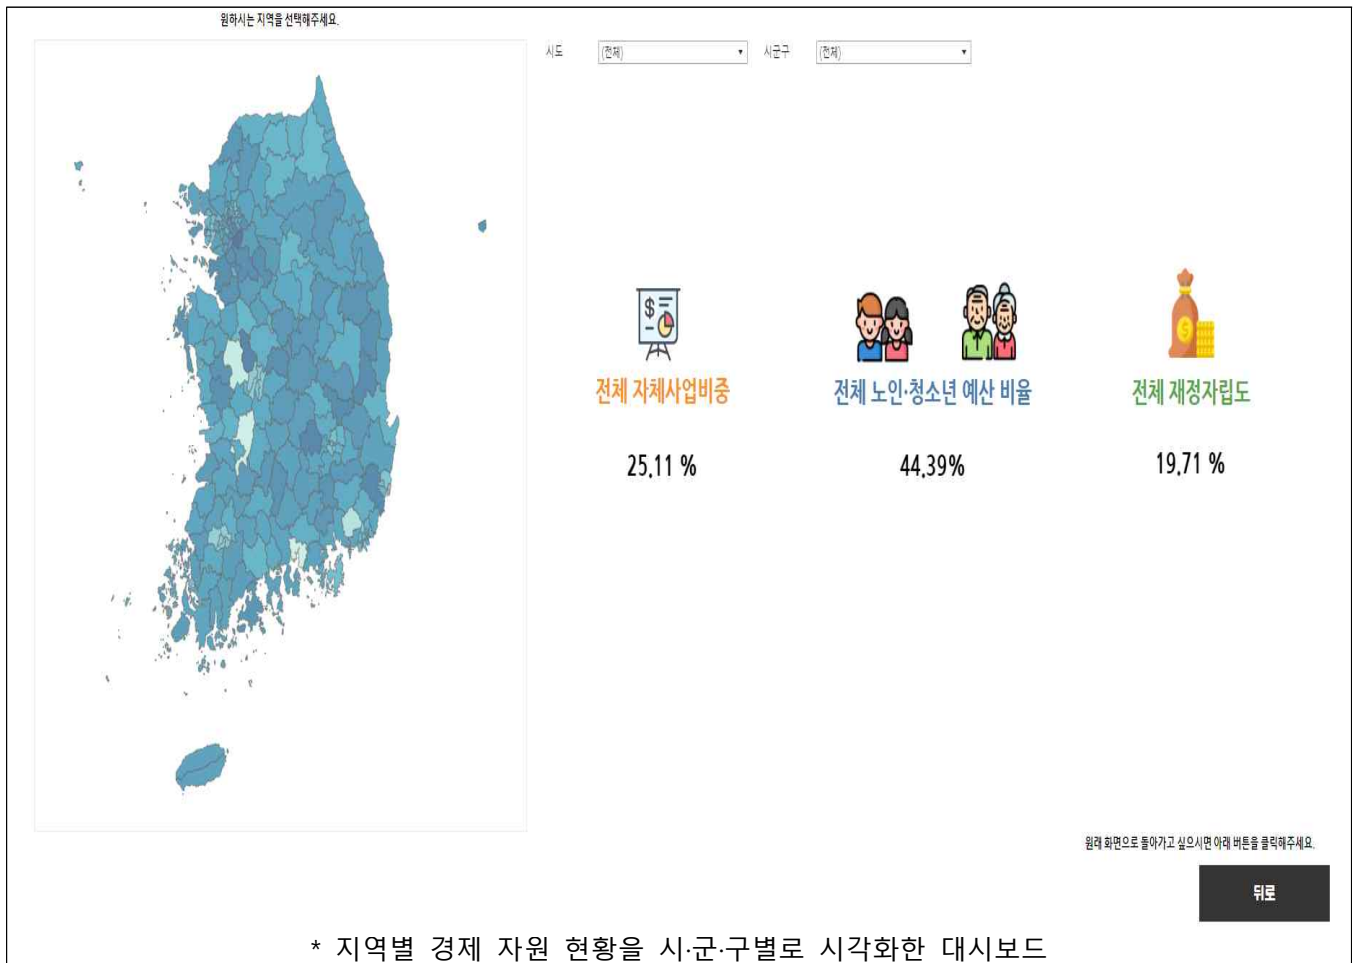 원하시는 지역을 선택해주세요.
시도 (전체) 시군구 (전체)
전체 자체사업비중 전체 노인·청소년 예산 비율 전체 재정자립도
25.11 % 44.39% 19.71 %
원래 화면으로 돌아가고 싶으시면 아래 버튼을 클릭해주세요.
뒤로
* 지역별 경제 자원 현황을 시·군·구별로 시각화한 대시보드